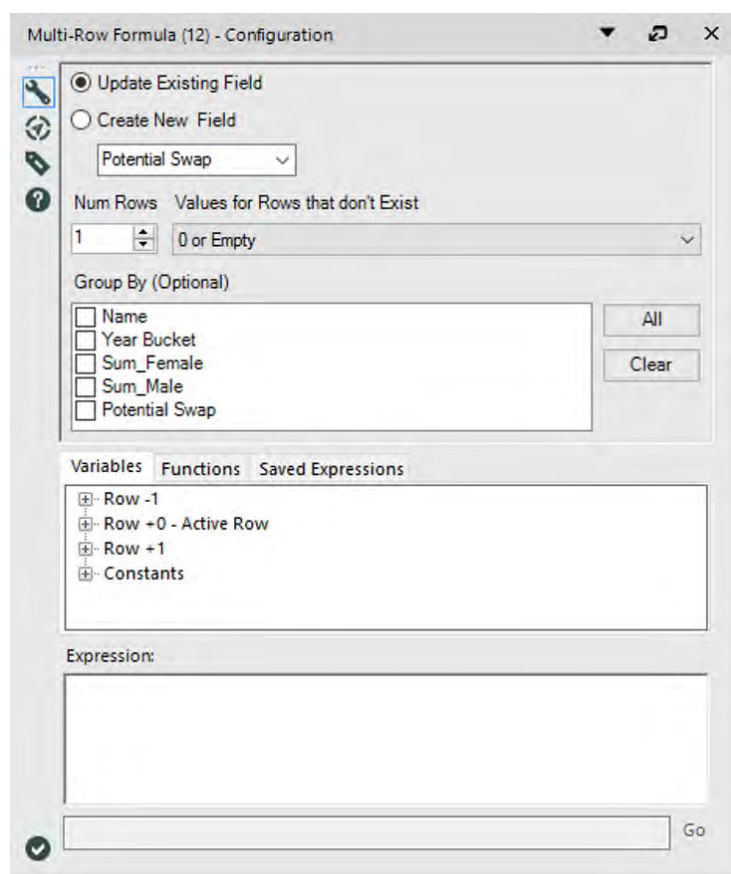 Multi-Row Formula (12) - Configuration
Update Existing Field
Create New Field
Potential Swap
Num Rows Values for Rows that don't Exist
1 0 or Empty
Group By (Optional)
Name
Year Bucket
Sum_Female
Sum_Male
Potential Swap
All
Clear
Variables Functions Saved Expressions
Row -1
Row +0 - Active Row
Row +1
Constants
Expression:
Go